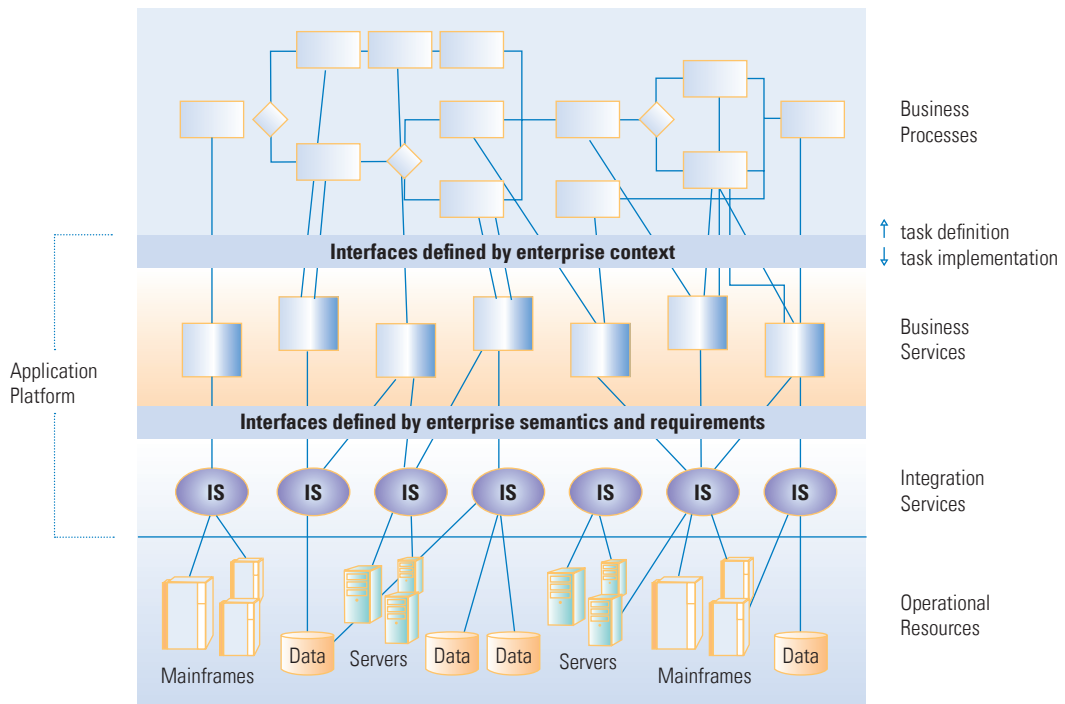 Business
Processes
↑ task definition
↓ task implementation
Interfaces defined by enterprise context
Business
Services
Application
Platform
Interfaces defined by enterprise semantics and requirements
IS IS IS IS IS IS IS
Integration
Services
Operational
Resources
Data Servers Data Data Servers Data
Mainframes Mainframes